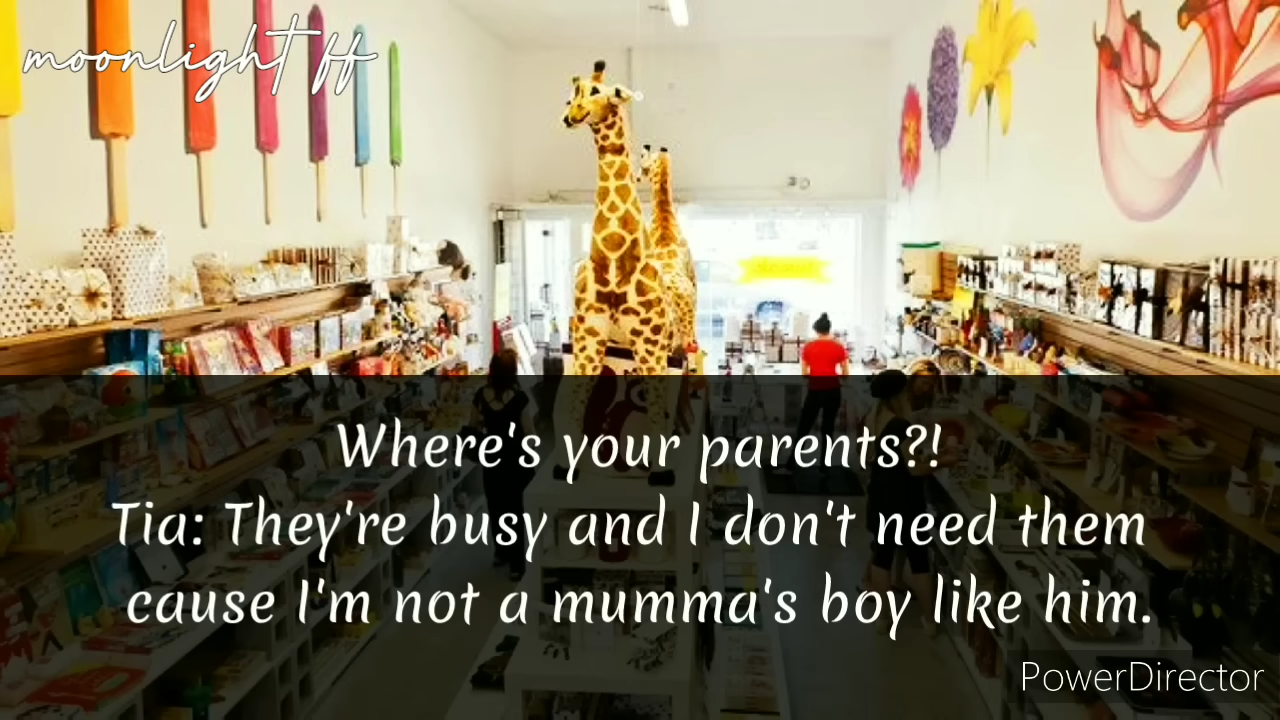 moonlight ff
Where's your parents?!
Tia: They're busy and I don't need them
cause I'm not a mumma's boy like him.
PowerDirector